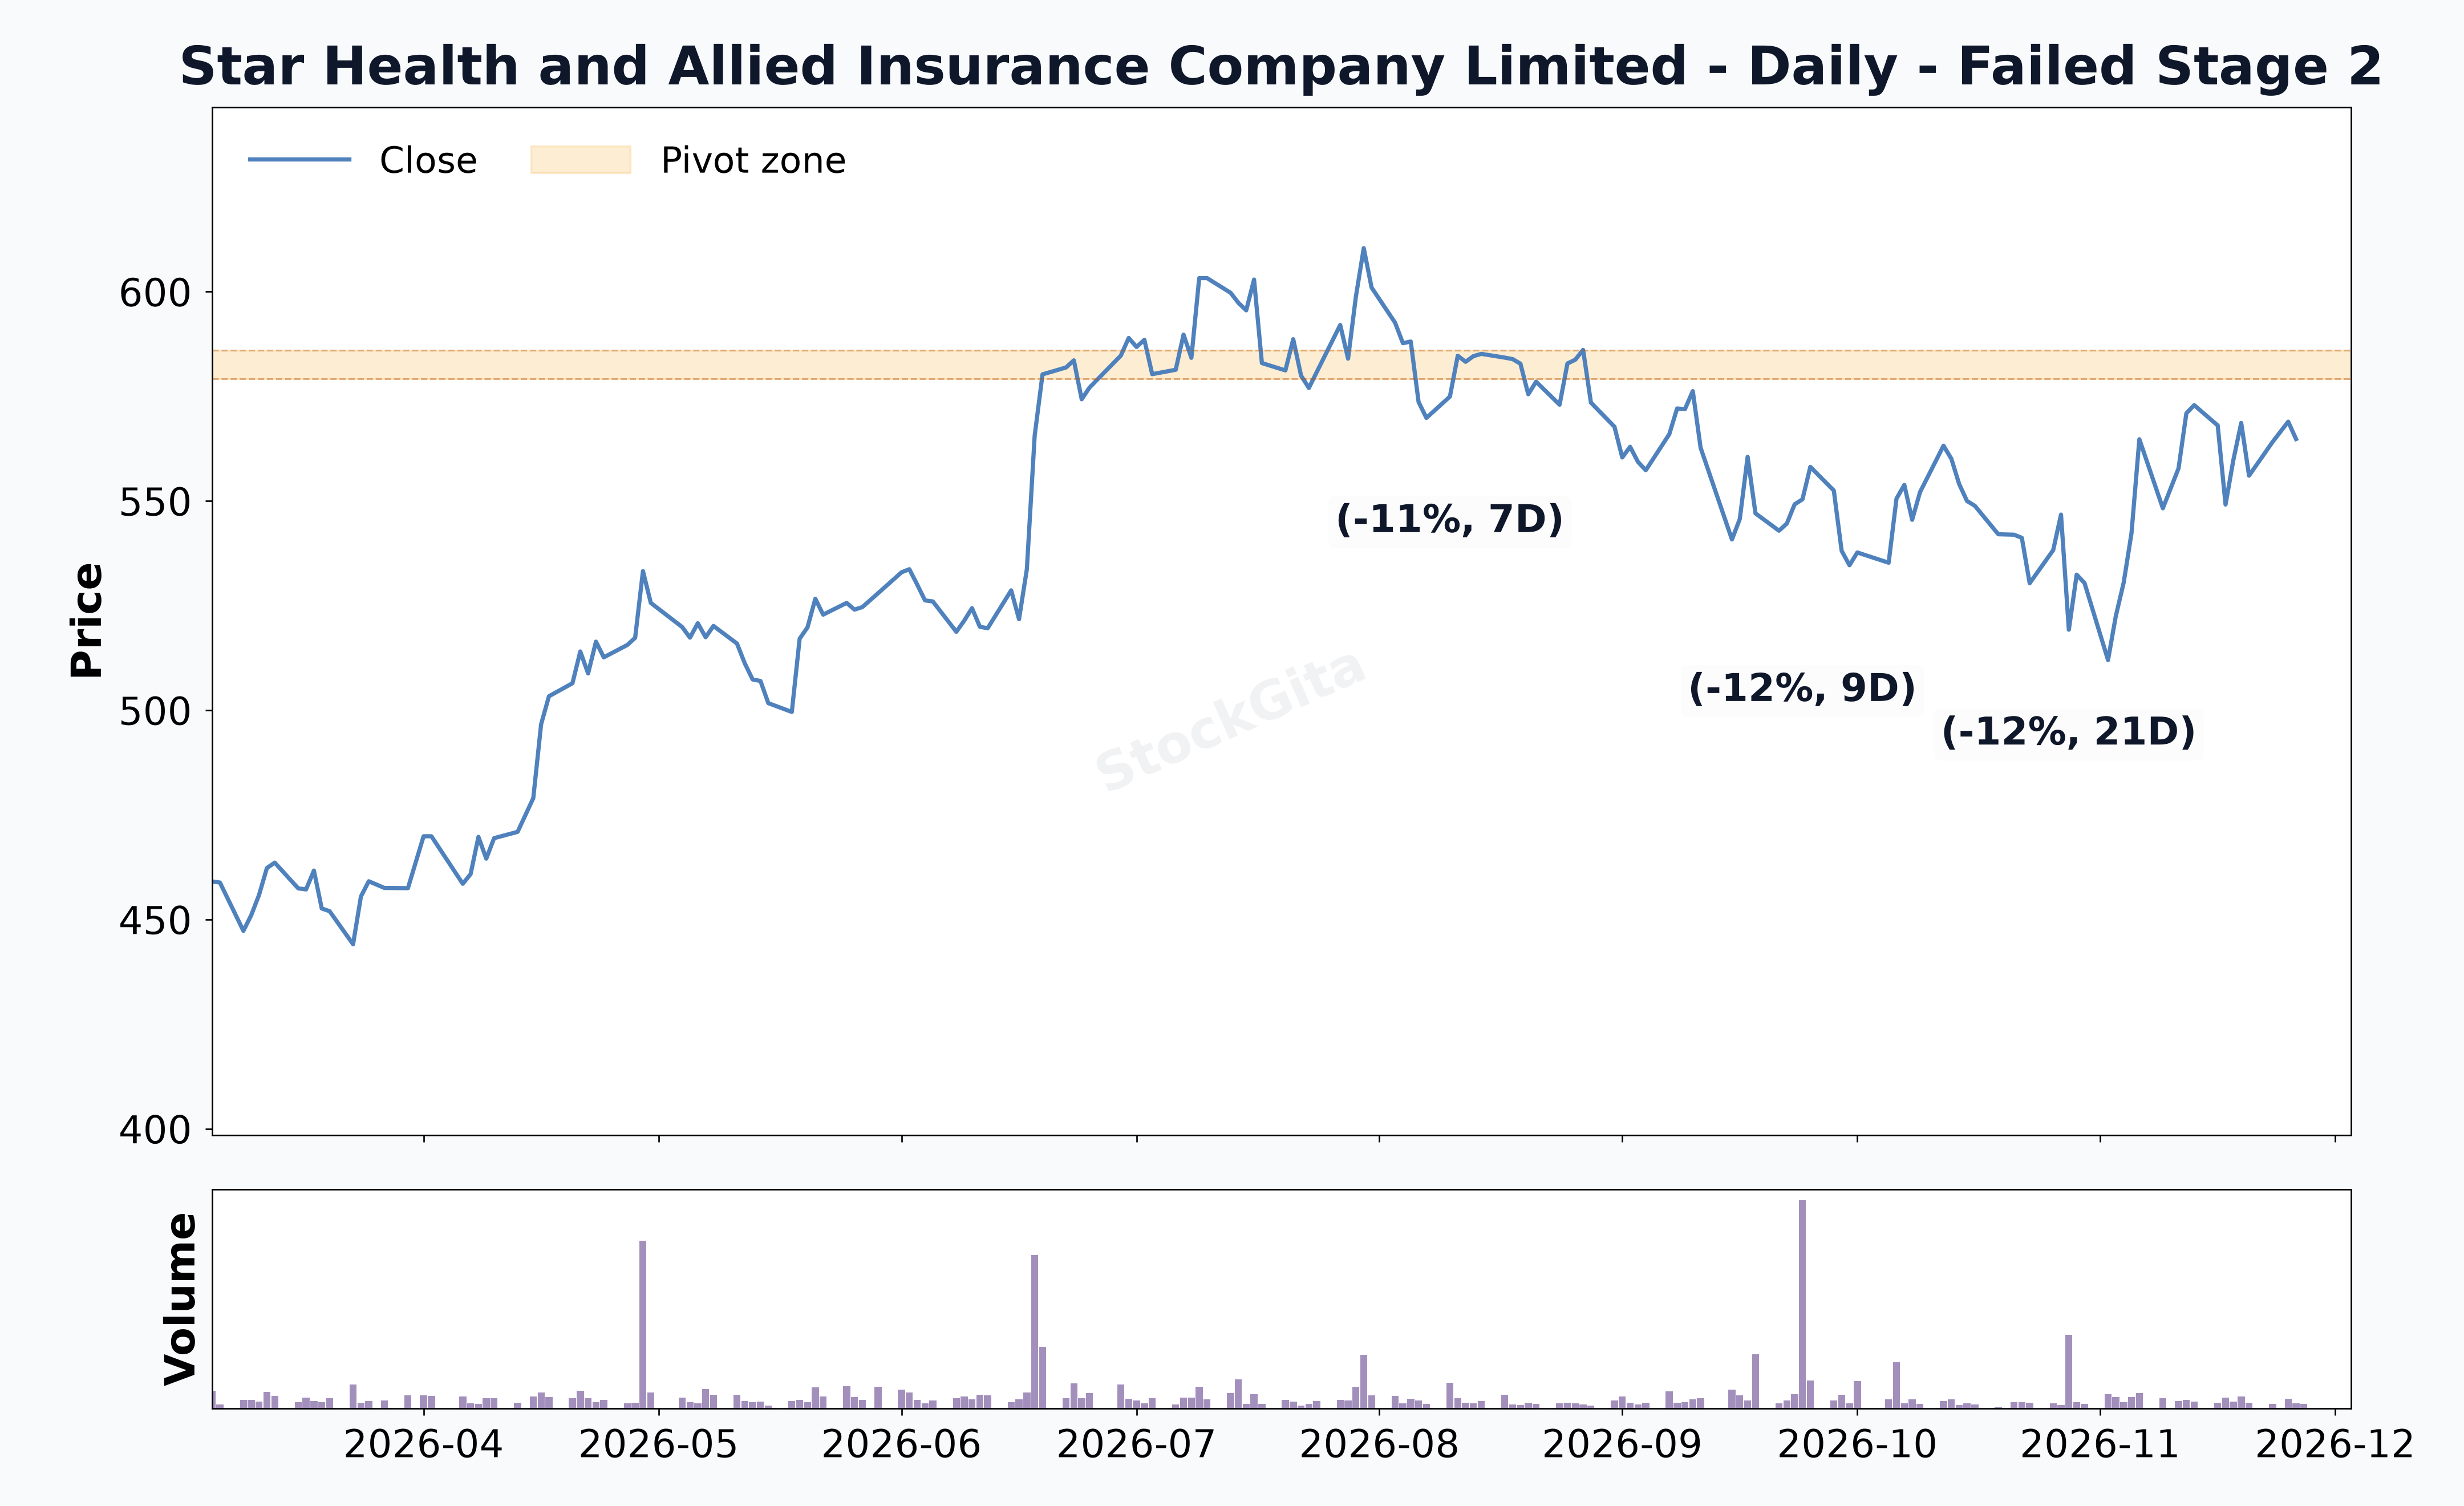 Star Health and Allied Insurance Company Limited - Daily - Failed Stage 2
Close
Pivot zone
Price
600
550
500
450
400
(-11%, 7D)
(-12%, 9D)
(-12%, 21D)
StockGita
Volume
2026-04
2026-05
2026-06
2026-07
2026-08
2026-09
2026-10
2026-11
2026-12